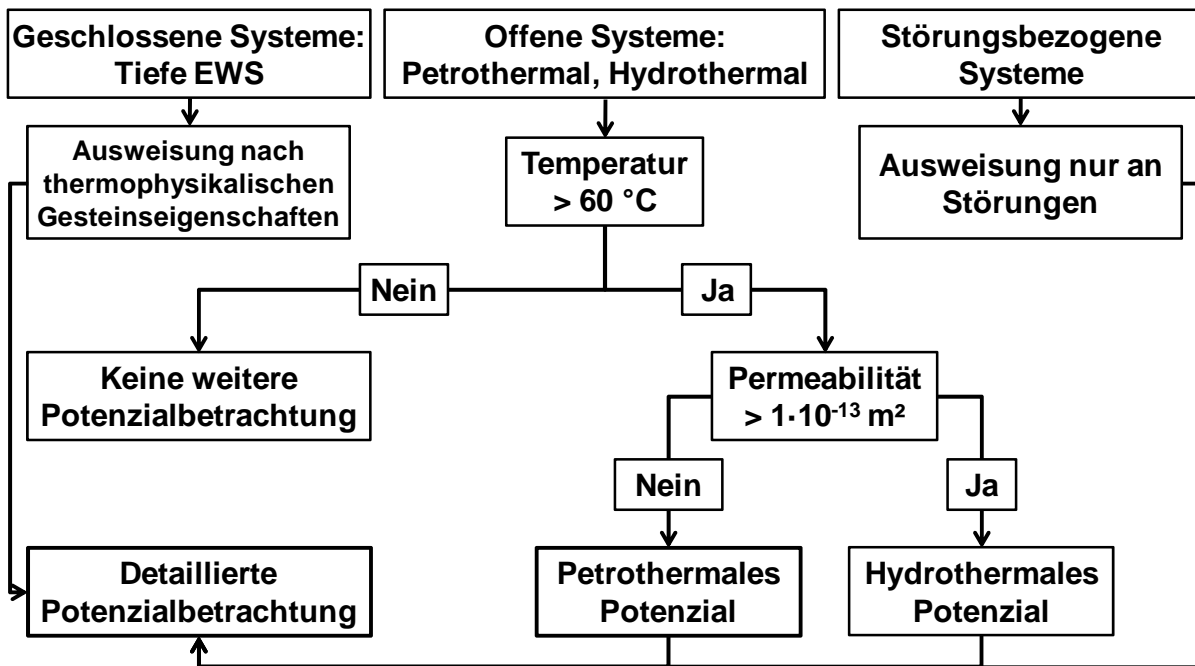 Geschlossene Systeme:
Tiefe EWS
Offene Systeme:
Petrothermal, Hydrothermal
Störungsbezogene
Systeme
Ausweisung nach
thermophysikalischen
Gesteinseigenschaften
Temperatur
> 60 °C
Ausweisung nur an
Störungen
Nein
Ja
Keine weitere
Potenzialbetrachtung
Permeabilität
> 1·10⁻¹³ m²
Nein
Ja
Detaillierte
Potenzialbetrachtung
Petrothermales
Potenzial
Hydrothermales
Potenzial